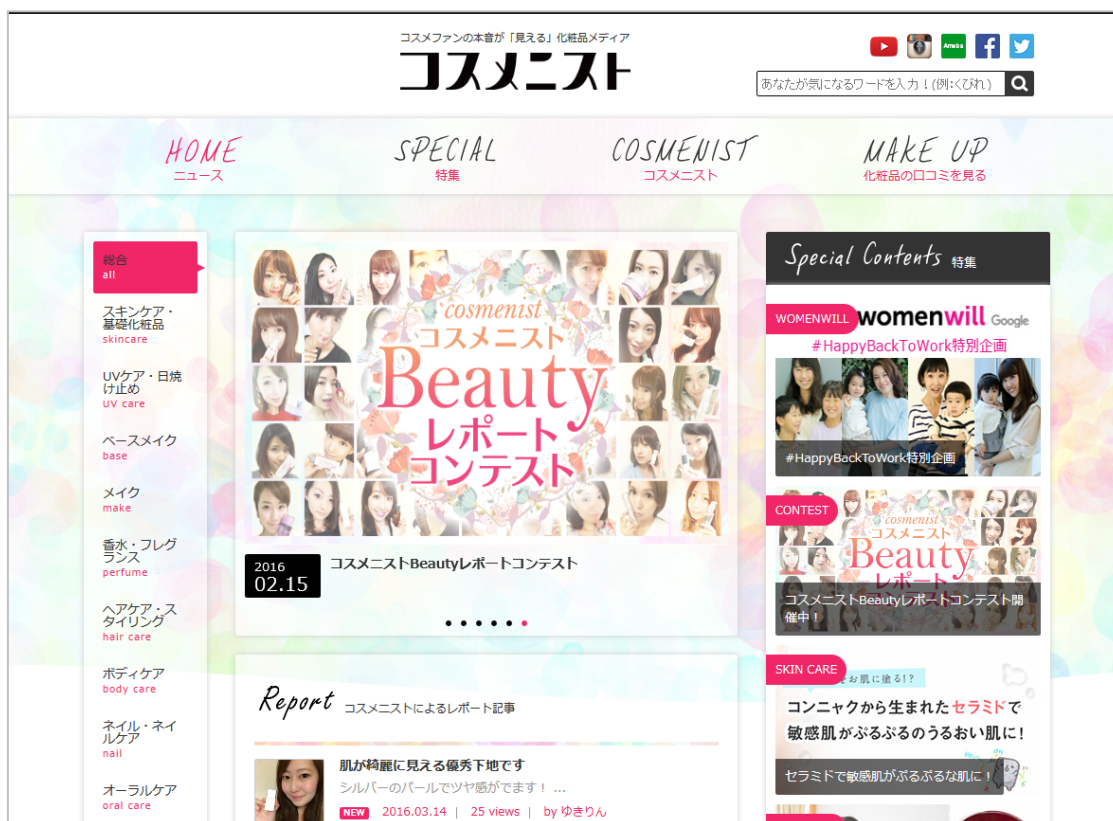 コスメファンの本音が「見える」化粧品メディア
コスメニスト
Ameba
あなたが気になるワードを入力！(例:くびれ)
HOME
ニュース
SPECIAL
特集
COSMENIST
コスメニスト
MAKE UP
化粧品の口コミを見る
総合
all
スキンケア・
基礎化粧品
skincare
UVケア・日焼
け止め
UV care
ベースメイク
base
メイク
make
香水・フレグ
ランス
perfume
ヘアケア・ス
タイリング
hair care
ボディケア
body care
ネイル・ネイ
ルケア
nail
オーラルケア
oral care
cosmenist
コスメニスト
Beauty
レポート
コンテスト
2016
02.15
コスメニストBeautyレポートコンテスト
Report コスメニストによるレポート記事
肌が綺麗に見える優秀下地です
シルバーのパールでツヤ感がでます！ ...
NEW 2016.03.14 | 25 views | by ゆきりん
Special Contents 特集
WOMENWILL
womenwill Google
#HappyBackToWork特別企画
#HappyBackToWork特別企画
CONTEST
cosmenist
コスメニスト
Beauty
レポート
コスメニストBeautyレポートコンテスト開
催中！
SKIN CARE
お肌に塗る!?
コンニャクから生まれたセラミドで
敏感肌がぷるぷるのうるおい肌に!
セラミドで敏感肌がぷるぷるな肌に！